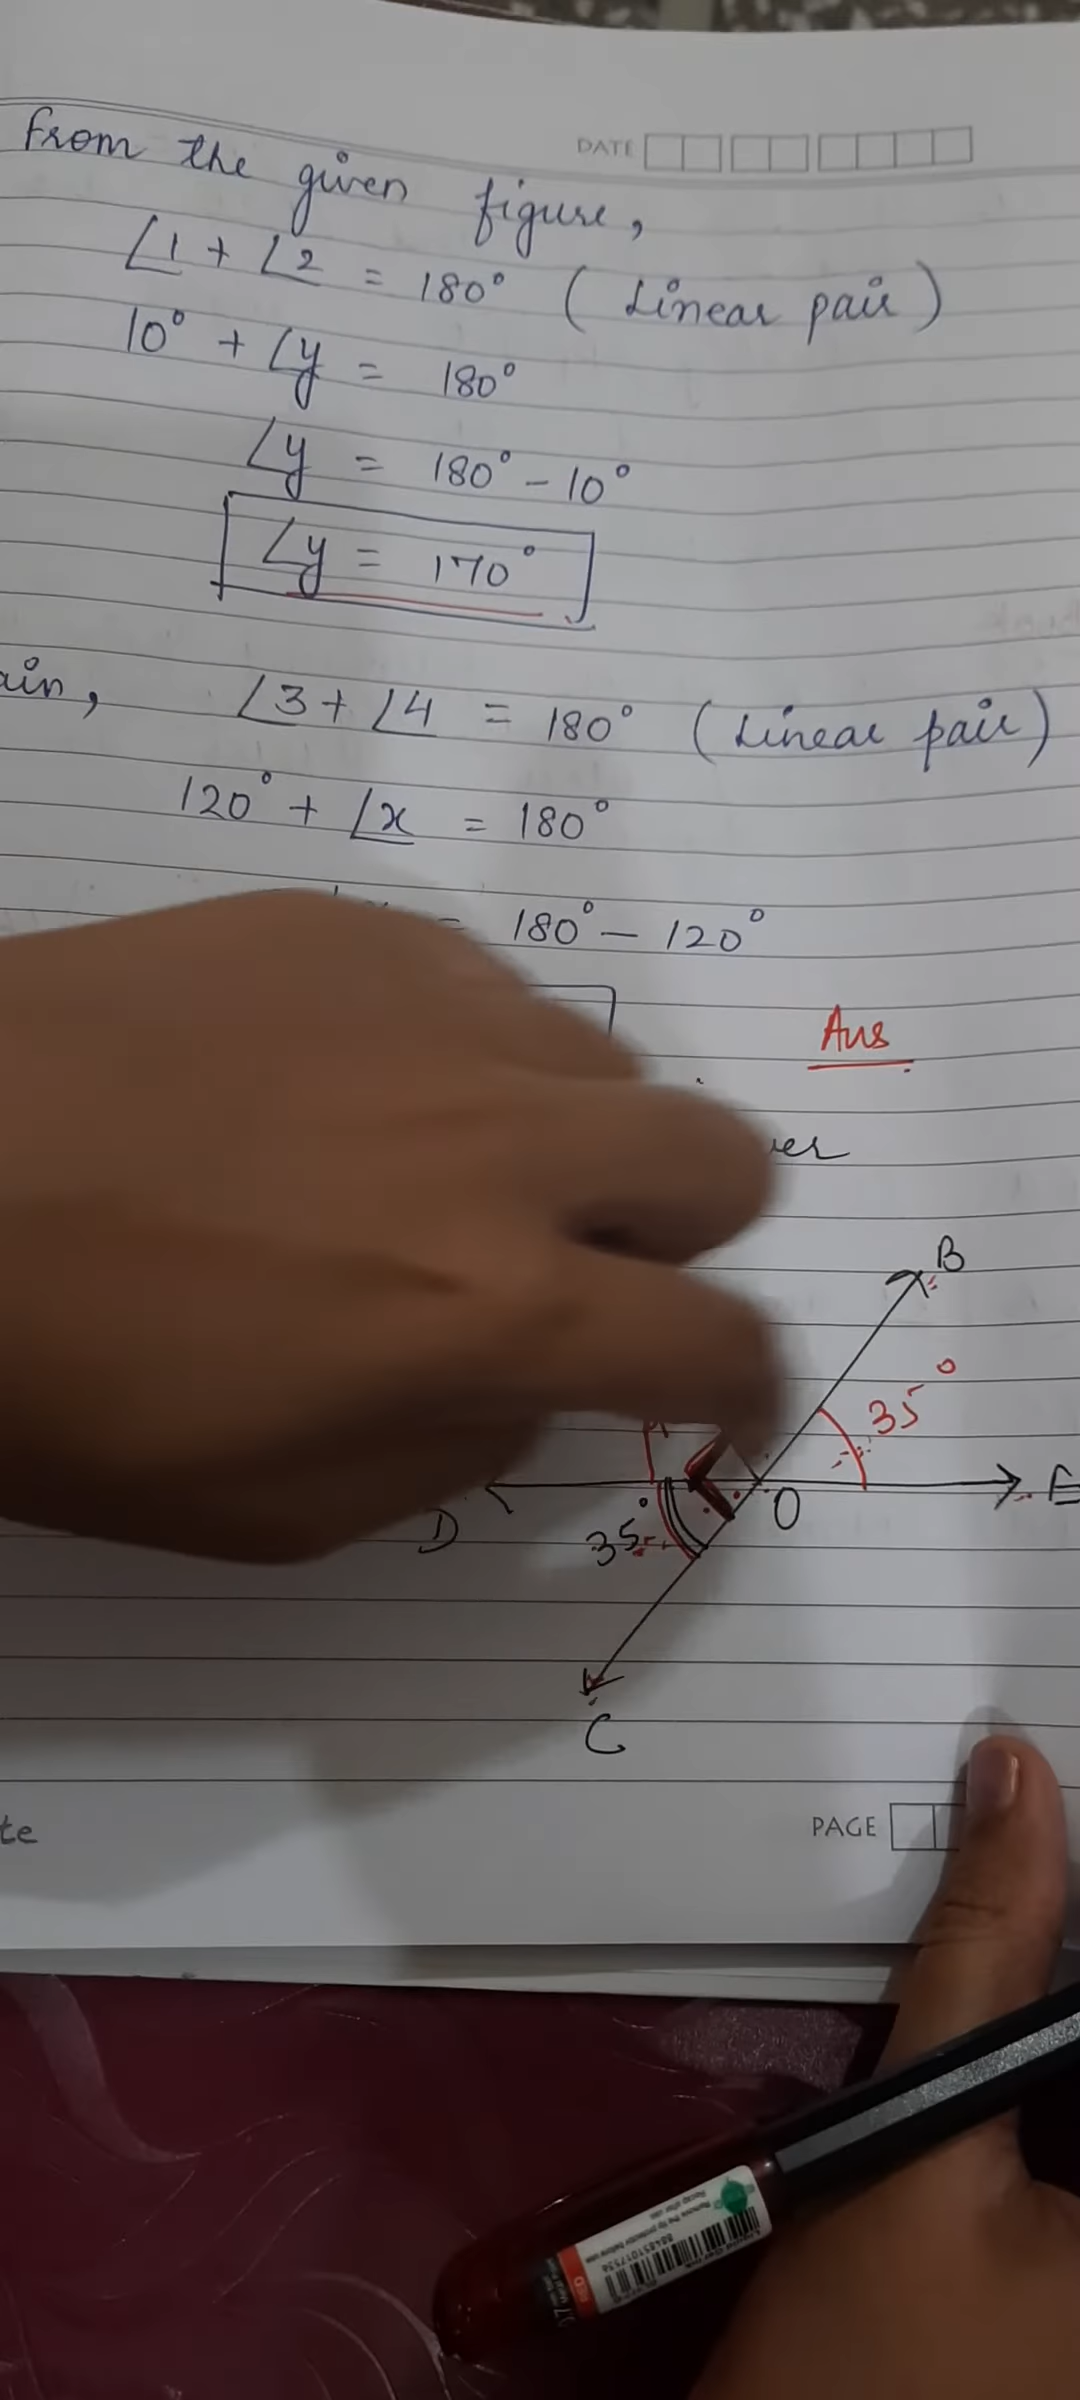 DATE
From the given figure,
∠1 + ∠2 = 180° (Linear pair)
10° + ∠y = 180°
∠y = 180° - 10°
∠y = 170°
∠3 + ∠4 = 180° (Linear pair)
120° + ∠x = 180°
= 180° - 120°
Ans
B
35°
O
D
35°
C
PAGE
RED